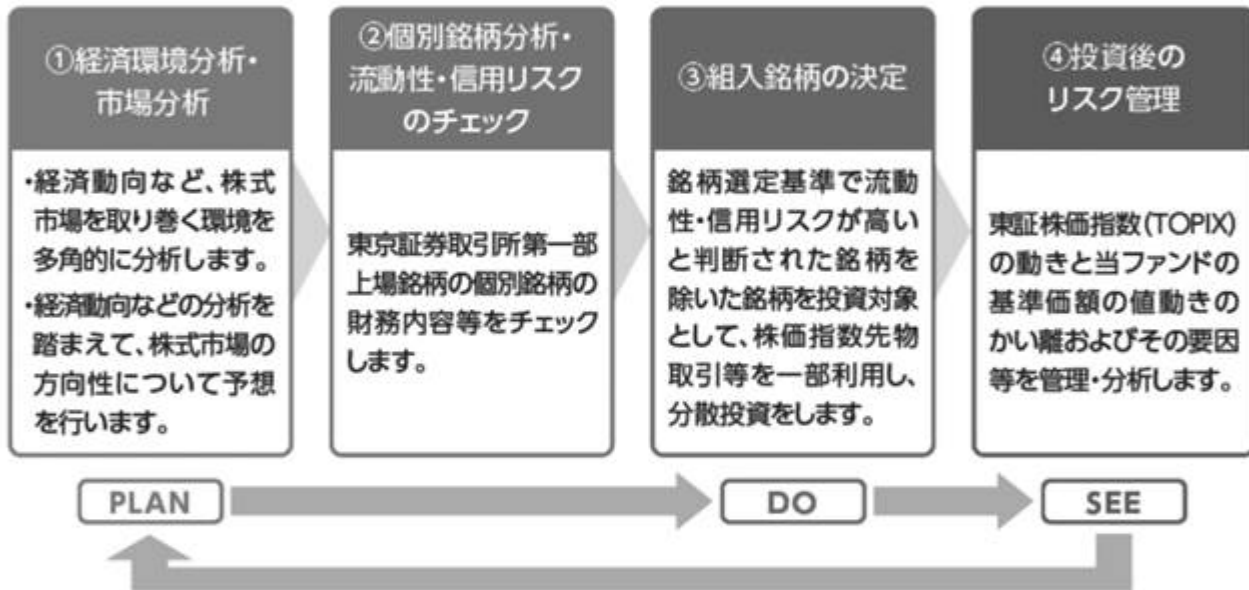 ①経済環境分析・
市場分析
・経済動向など、株式
市場を取り巻く環境を
多角的に分析します。
・経済動向などの分析を
踏まえて、株式市場の
方向性について予想
を行います。
②個別銘柄分析・
流動性・信用リスク
のチェック
東京証券取引所第一部
上場銘柄の個別銘柄の
財務内容等をチェック
します。
③組入銘柄の決定
銘柄選定基準で流動
性・信用リスクが高い
と判断された銘柄を
除いた銘柄を投資対象
として、株価指数先物
取引等を一部利用し、
分散投資をします。
④投資後の
リスク管理
東証株価指数(TOPIX)
の動きと当ファンドの
基準価額の値動きの
かい離およびその要因
等を管理・分析します。
PLAN
DO
SEE